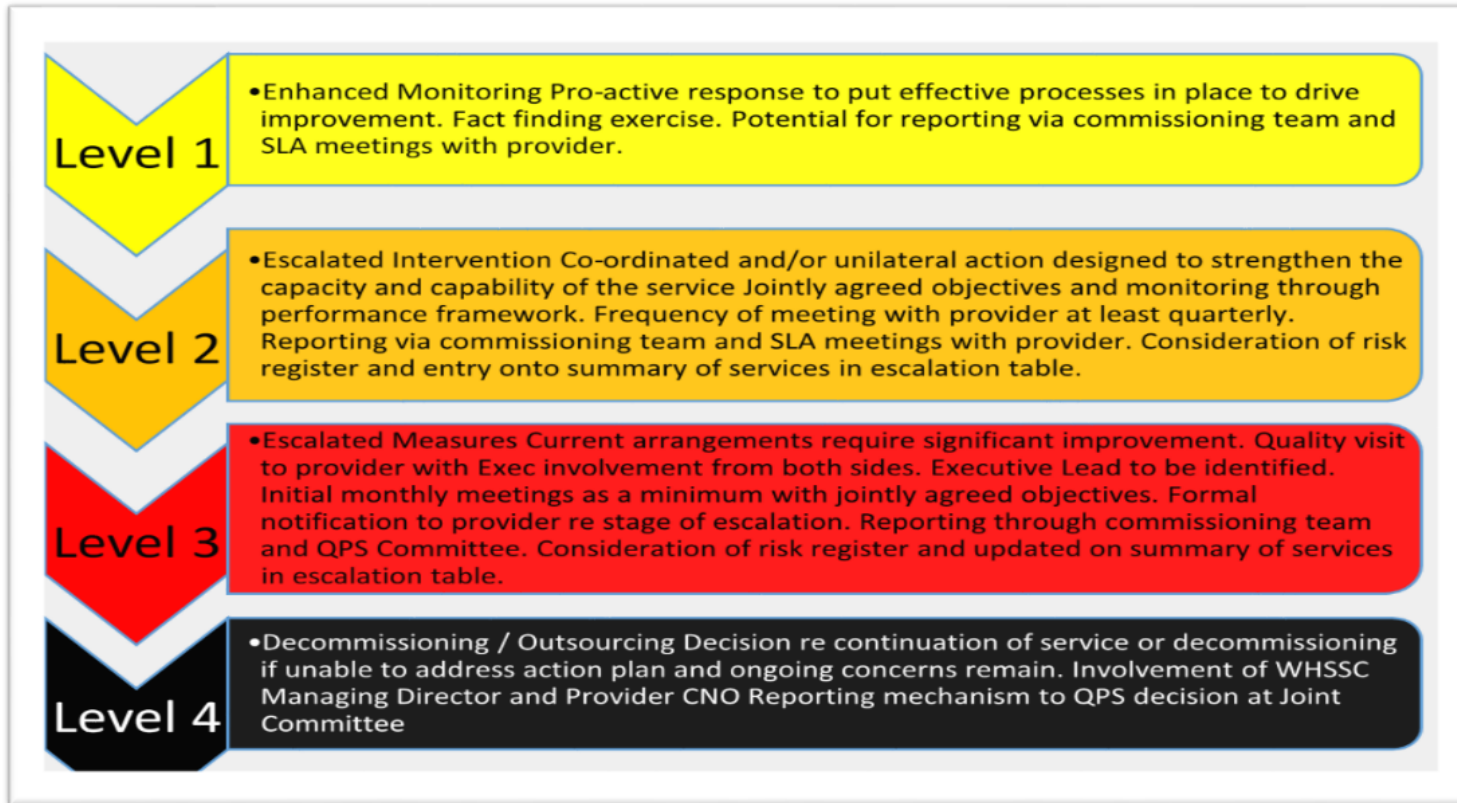 Level 1
•Enhanced Monitoring Pro-active response to put effective processes in place to drive
improvement. Fact finding exercise. Potential for reporting via commissioning team and
SLA meetings with provider.
Level 2
•Escalated Intervention Co-ordinated and/or unilateral action designed to strengthen the
capacity and capability of the service Jointly agreed objectives and monitoring through
performance framework. Frequency of meeting with provider at least quarterly.
Reporting via commissioning team and SLA meetings with provider. Consideration of risk
register and entry onto summary of services in escalation table.
Level 3
•Escalated Measures Current arrangements require significant improvement. Quality visit
to provider with Exec involvement from both sides. Executive Lead to be identified.
Initial monthly meetings as a minimum with jointly agreed objectives. Formal
notification to provider re stage of escalation. Reporting through commissioning team
and QPS Committee. Consideration of risk register and updated on summary of services
in escalation table.
Level 4
•Decommissioning / Outsourcing Decision re continuation of service or decommissioning
if unable to address action plan and ongoing concerns remain. Involvement of WHSSC
Managing Director and Provider CNO Reporting mechanism to QPS decision at Joint
Committee